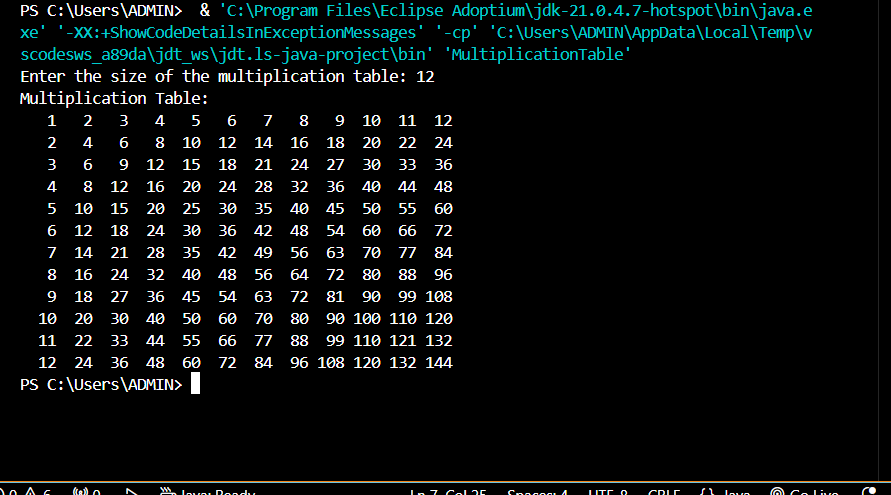 PS C:\Users\ADMIN>  & 'C:\Program Files\Eclipse Adoptium\jdk-21.0.4.7-hotspot\bin\java.e
xe' '-XX:+ShowCodeDetailsInExceptionMessages' '-cp' 'C:\Users\ADMIN\AppData\Local\Temp\v
scodesws_a89da\jdt_ws\jdt.ls-java-project\bin' 'MultiplicationTable'
Enter the size of the multiplication table: 12
Multiplication Table:
   1   2   3   4   5   6   7   8   9  10  11  12
   2   4   6   8  10  12  14  16  18  20  22  24
   3   6   9  12  15  18  21  24  27  30  33  36
   4   8  12  16  20  24  28  32  36  40  44  48
   5  10  15  20  25  30  35  40  45  50  55  60
   6  12  18  24  30  36  42  48  54  60  66  72
   7  14  21  28  35  42  49  56  63  70  77  84
   8  16  24  32  40  48  56  64  72  80  88  96
   9  18  27  36  45  54  63  72  81  90  99 108
  10  20  30  40  50  60  70  80  90 100 110 120
  11  22  33  44  55  66  77  88  99 110 121 132
  12  24  36  48  60  72  84  96 108 120 132 144
PS C:\Users\ADMIN>
0 6 0 Java: Ready Ln 7, Col 25 Spaces: 4 UTF-8 CRLF {} Java Go Live